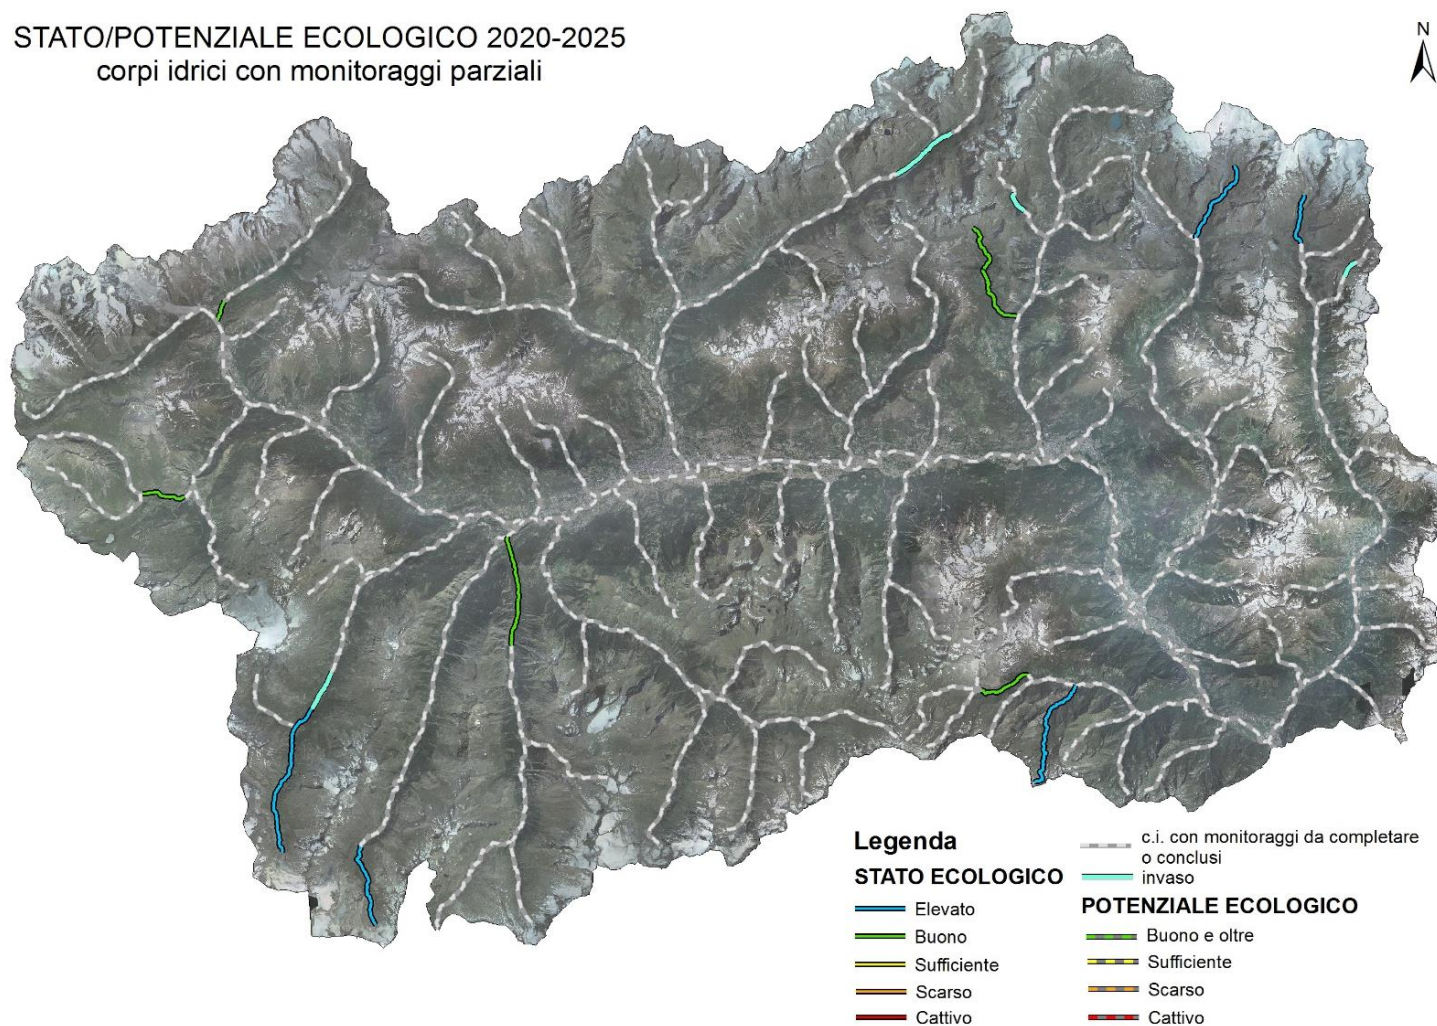 STATO/POTENZIALE ECOLOGICO 2020-2025
corpi idrici con monitoraggi parziali
N
Legenda
STATO ECOLOGICO
Elevato
Buono
Sufficiente
Scarso
Cattivo
c.i. con monitoraggi da completare
o conclusi
invaso
POTENZIALE ECOLOGICO
Buono e oltre
Sufficiente
Scarso
Cattivo